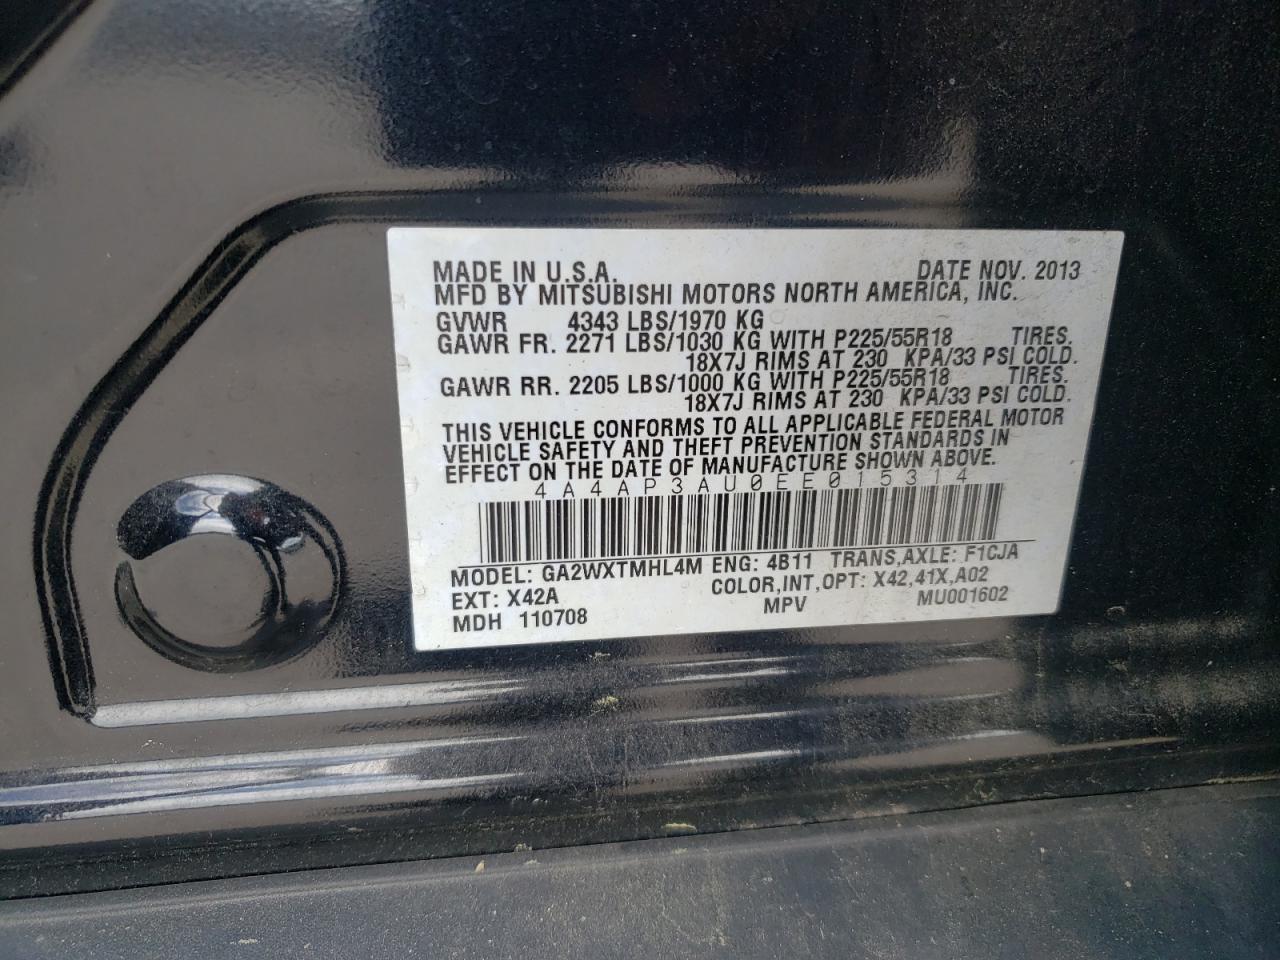 MADE IN U.S.A. DATE NOV. 2013
MFD BY MITSUBISHI MOTORS NORTH AMERICA, INC.
GVWR 4343 LBS/1970 KG
GAWR FR. 2271 LBS/1030 KG WITH P225/55R18 TIRES.
18X7J RIMS AT 230 KPA/33 PSI COLD.
GAWR RR. 2205 LBS/1000 KG WITH P225/55R18 TIRES.
18X7J RIMS AT 230 KPA/33 PSI COLD.
THIS VEHICLE CONFORMS TO ALL APPLICABLE FEDERAL MOTOR
VEHICLE SAFETY AND THEFT PREVENTION STANDARDS IN
EFFECT ON THE DATE OF MANUFACTURE SHOWN ABOVE.
4A4AP3AU0EE015314
MODEL: GA2WXTMHL4M ENG: 4B11 TRANS,AXLE: F1CJA
EXT: X42A COLOR,INT,OPT: X42,41X,A02
MDH 110708 MPV MU001602